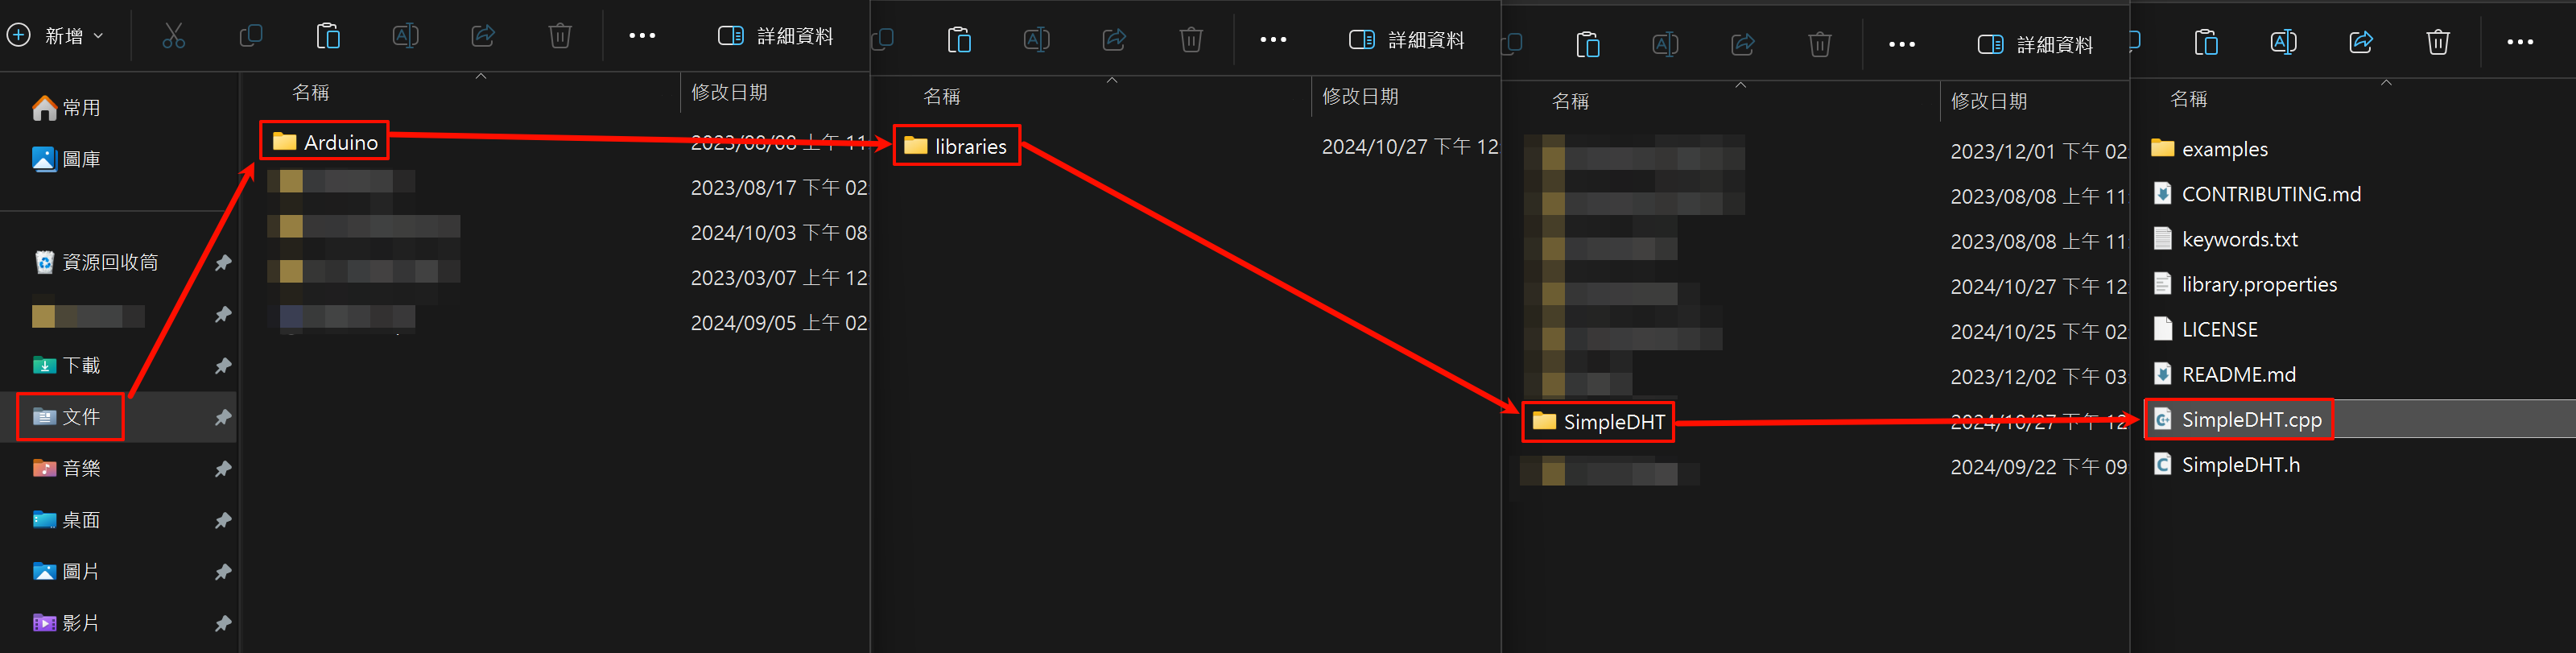 新增
詳細資料
常用
圖庫
資源回收筒
下載
文件
音樂
桌面
圖片
影片
名稱
修改日期
Arduino
2023/08/08 上午 11
2023/08/17 下午 02
2024/10/03 下午 08
2023/03/07 上午 12
2024/09/05 上午 02
詳細資料
名稱
修改日期
libraries
2024/10/27 下午 12
詳細資料
名稱
修改日期
2023/12/01 下午 02
2023/08/08 上午 11
2023/08/08 上午 11
2024/10/27 下午 12
2024/10/25 下午 02
2023/12/02 下午 03
SimpleDHT
2024/10/27 下午 12
2024/09/22 下午 09
名稱
examples
CONTRIBUTING.md
keywords.txt
library.properties
LICENSE
README.md
SimpleDHT.cpp
SimpleDHT.h